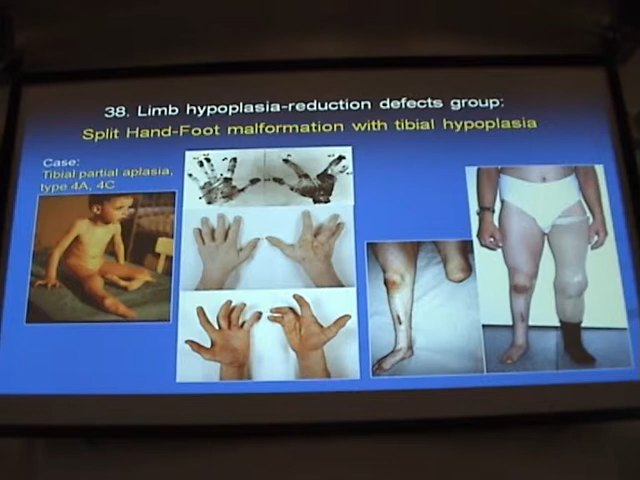 38. Limb hypoplasia-reduction defects group:
Split Hand-Foot malformation with tibial hypoplasia
Case:
Tibial partial aplasia,
type 4A, 4C